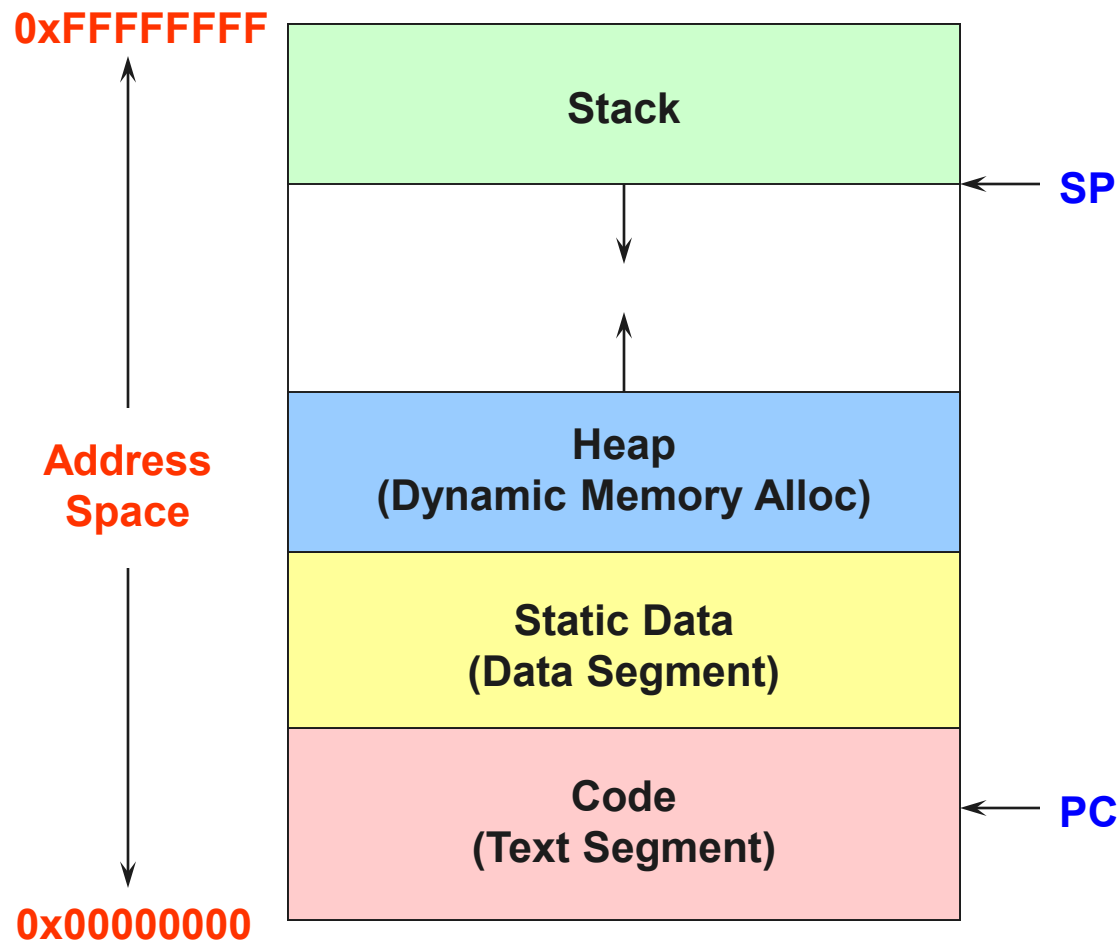 0xFFFFFFFF
Stack
SP
Heap
(Dynamic Memory Alloc)
Address
Space
Static Data
(Data Segment)
Code
(Text Segment)
PC
0x00000000